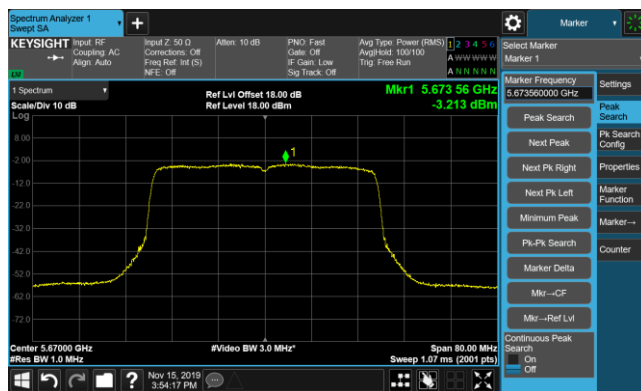 Spectrum Analyzer 1
Swept SA
Marker
KEYSIGHT
Input: RF
Coupling: AC
Align: Auto
Input Z: 50 Ω
Corrections: Off
Freq Ref: Int (S)
NFE: Off
Atten: 10 dB
PNO: Fast
Gate: Off
IF Gain: Low
Sig Track: Off
Avg Type: Power (RMS)
Avg|Hold: 100/100
Trig: Free Run
1 2 3 4 5 6
A W W W W W
A N N N N N
Select Marker
Marker 1
1 Spectrum
Scale/Div 10 dB
Log
Ref Lvl Offset 18.00 dB
Ref Level 18.00 dBm
Mkr1 5.673 56 GHz
-3.213 dBm
8.00
-2.00
-12.0
-22.0
-32.0
-42.0
-52.0
-62.0
-72.0
1
Center 5.67000 GHz
#Res BW 1.0 MHz
#Video BW 3.0 MHz*
Span 80.00 MHz
Sweep 1.07 ms (2001 pts)
Marker Frequency
5.673560000 GHz
Peak Search
Next Peak
Next Pk Right
Next Pk Left
Minimum Peak
Pk-Pk Search
Marker Delta
Mkr→CF
Mkr→Ref Lvl
Continuous Peak
Search
On
Off
Settings
Peak
Search
Pk Search
Config
Properties
Marker
Function
Marker→
Counter
Nov 15, 2019
3:54:17 PM